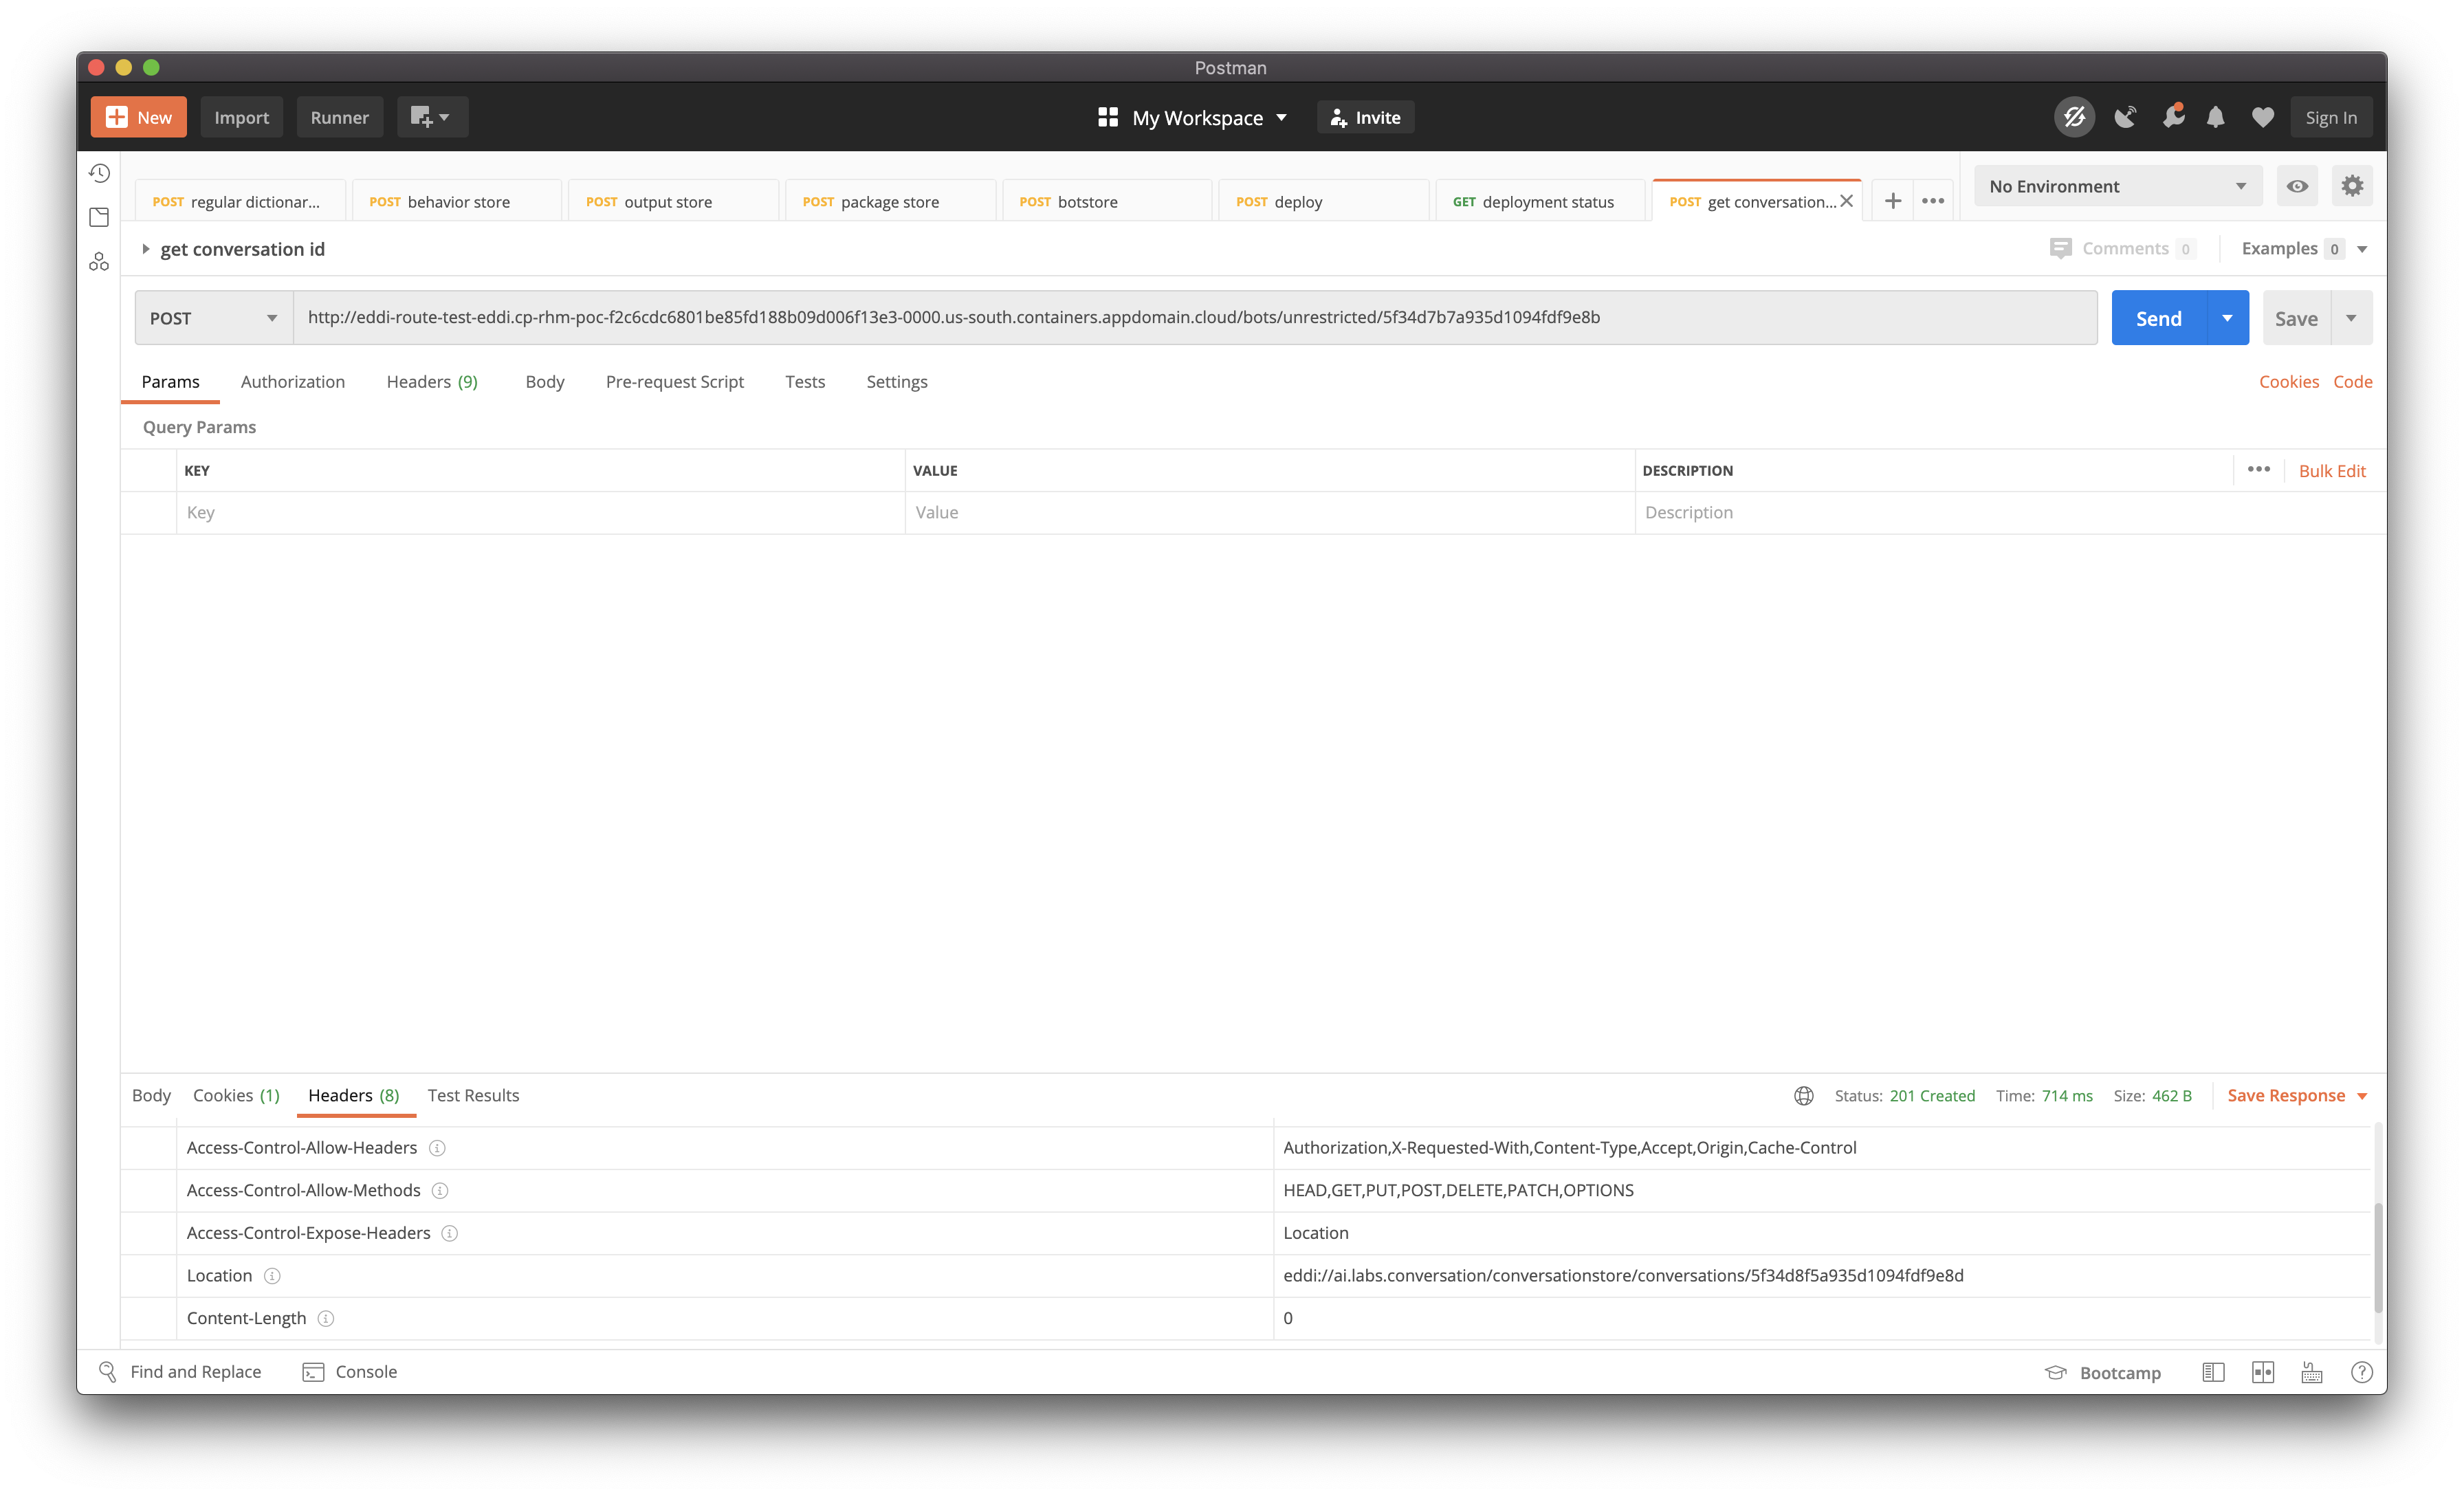 Postman
New Import Runner My Workspace Invite Sign In
POST regular dictionar... POST behavior store POST output store POST package store POST botstore POST deploy GET deployment status POST get conversation... No Environment
get conversation id Comments 0 Examples 0
POST http://eddi-route-test-eddi.cp-rhm-poc-f2c6cdc6801be85fd188b09d006f13e3-0000.us-south.containers.appdomain.cloud/bots/unrestricted/5f34d7b7a935d1094fdf9e8b Send Save
Params Authorization Headers (9) Body Pre-request Script Tests Settings Cookies Code
Query Params
KEY VALUE DESCRIPTION Bulk Edit
Key Value Description
Body Cookies (1) Headers (8) Test Results Status: 201 Created Time: 714 ms Size: 462 B Save Response
Access-Control-Allow-Headers Authorization,X-Requested-With,Content-Type,Accept,Origin,Cache-Control
Access-Control-Allow-Methods HEAD,GET,PUT,POST,DELETE,PATCH,OPTIONS
Access-Control-Expose-Headers Location
Location eddi://ai.labs.conversation/conversationstore/conversations/5f34d8f5a935d1094fdf9e8d
Content-Length 0
Find and Replace Console Bootcamp